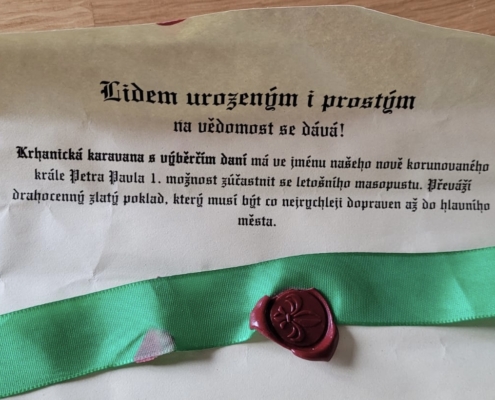 Lidem urozeným i prostým
na vědomost se dává!
Krhanická karavana s výběrčím daní má ve jménu našeho nově korunovaného
krále Petra Pavla 1. možnost zúčastnit se letošního masopustu. Převáží
drahocenný zlatý poklad, který musí být co nejrychleji dopraven až do hlavního
města.